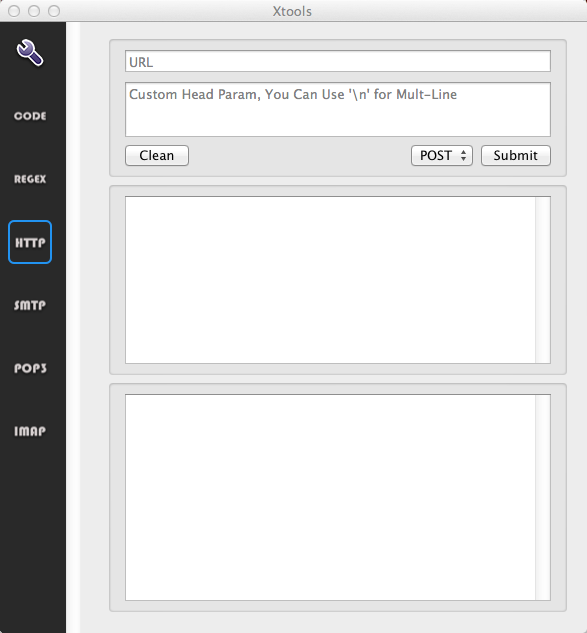 Xtools
CODE
REGEX
HTTP
SMTP
POP3
IMAP
URL
Custom Head Param, You Can Use '\n' for Mult-Line
Clean
POST
Submit